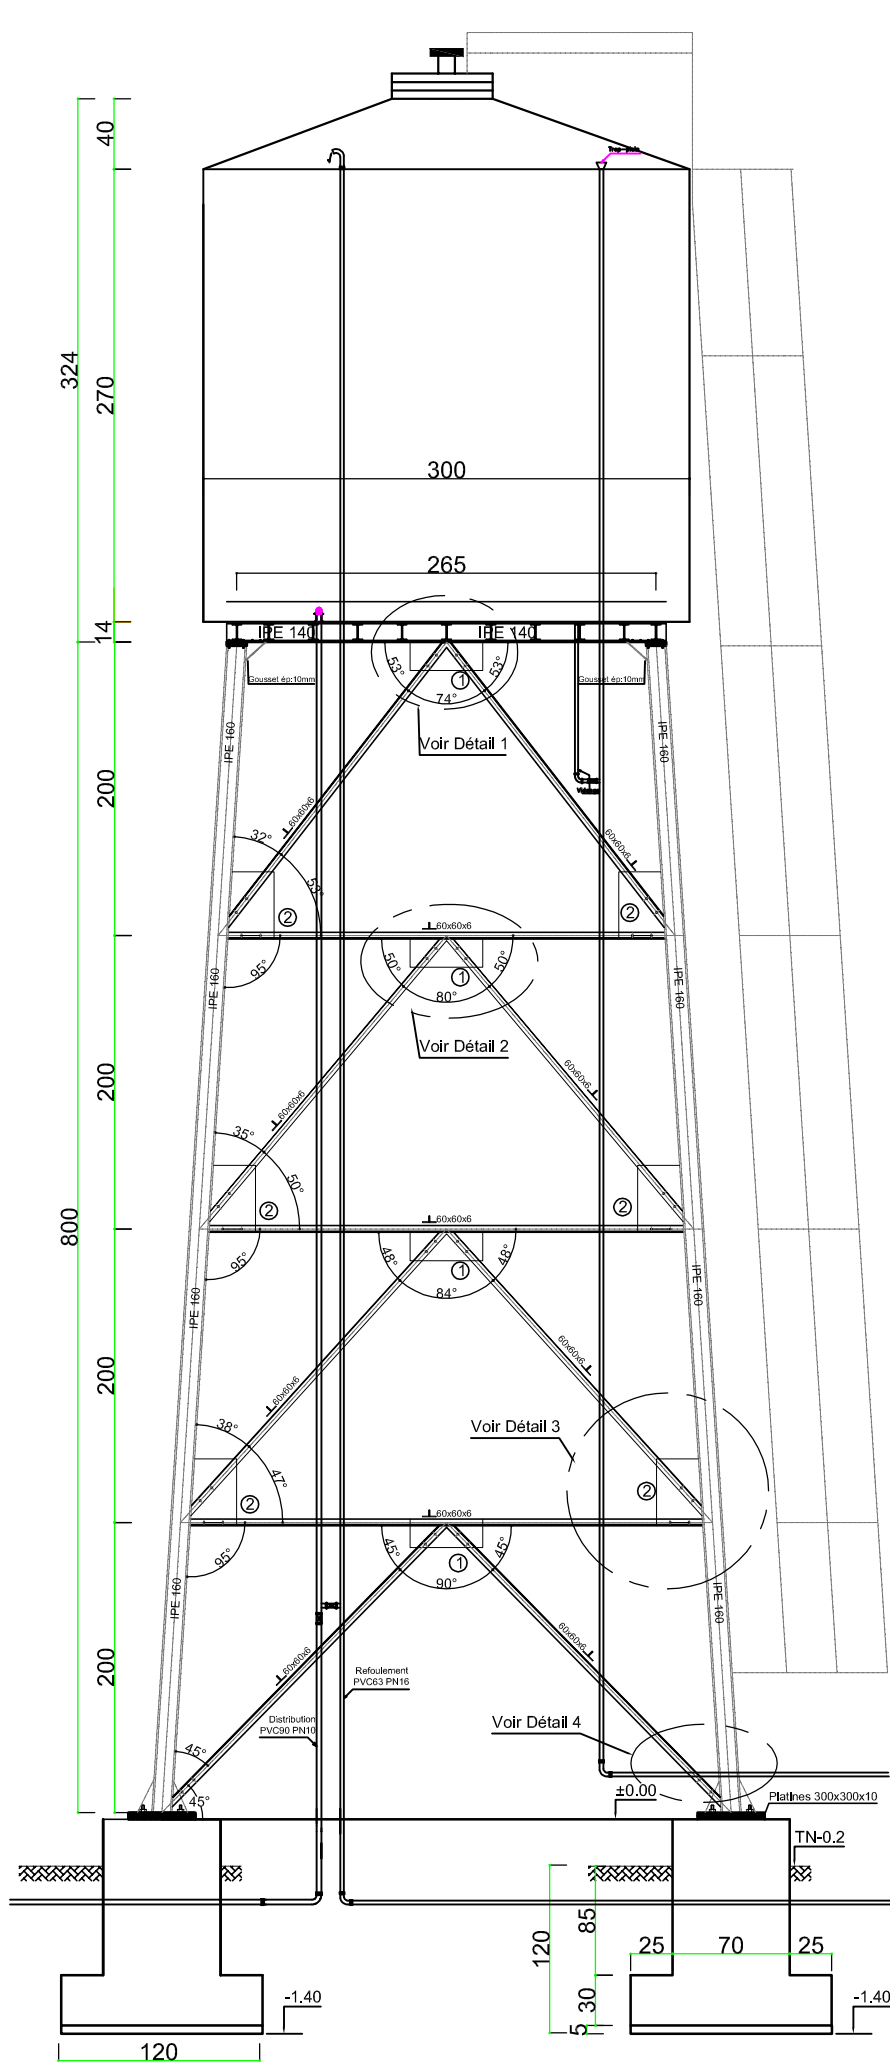 40
Trop-plein
324
270
300
265
14
IPE 140
IPE 140
53°
53°
1
74°
Gousset ép:10mm
Gousset ép:10mm
Voir Détail 1
IPE 160
IPE 160
200
60x60x6
60x60x6
32°
53°
2
2
60x60x6
95°
50°
50°
1
80°
IPE 160
IPE 160
Voir Détail 2
200
60x60x6
60x60x6
35°
50°
2
2
60x60x6
800
95°
48°
48°
1
84°
IPE 160
IPE 160
200
60x60x6
60x60x6
38°
47°
Voir Détail 3
2
2
60x60x6
95°
45°
45°
1
90°
IPE 160
IPE 160
200
60x60x6
60x60x6
Refoulement
PVC63 PN16
Distribution
PVC90 PN10
Voir Détail 4
45°
45°
±0.00
Platines 300x300x10
TN-0.2
120
85
25
70
25
30
5
-1.40
-1.40
120